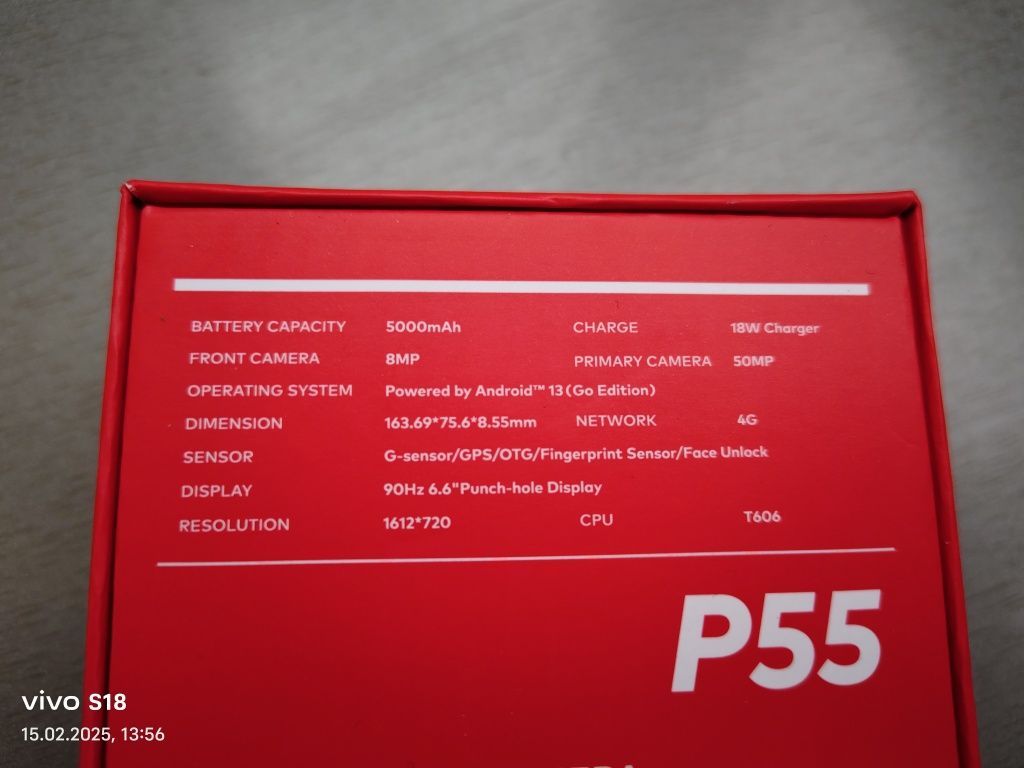 BATTERY CAPACITY 5000mAh CHARGE 18W Charger
FRONT CAMERA 8MP PRIMARY CAMERA 50MP
OPERATING SYSTEM Powered by Android™ 13 (Go Edition)
DIMENSION 163.69*75.6*8.55mm NETWORK 4G
SENSOR G-sensor/GPS/OTG/Fingerprint Sensor/Face Unlock
DISPLAY 90Hz 6.6"Punch-hole Display
RESOLUTION 1612*720 CPU T606
P55
vivo S18
15.02.2025, 13:56